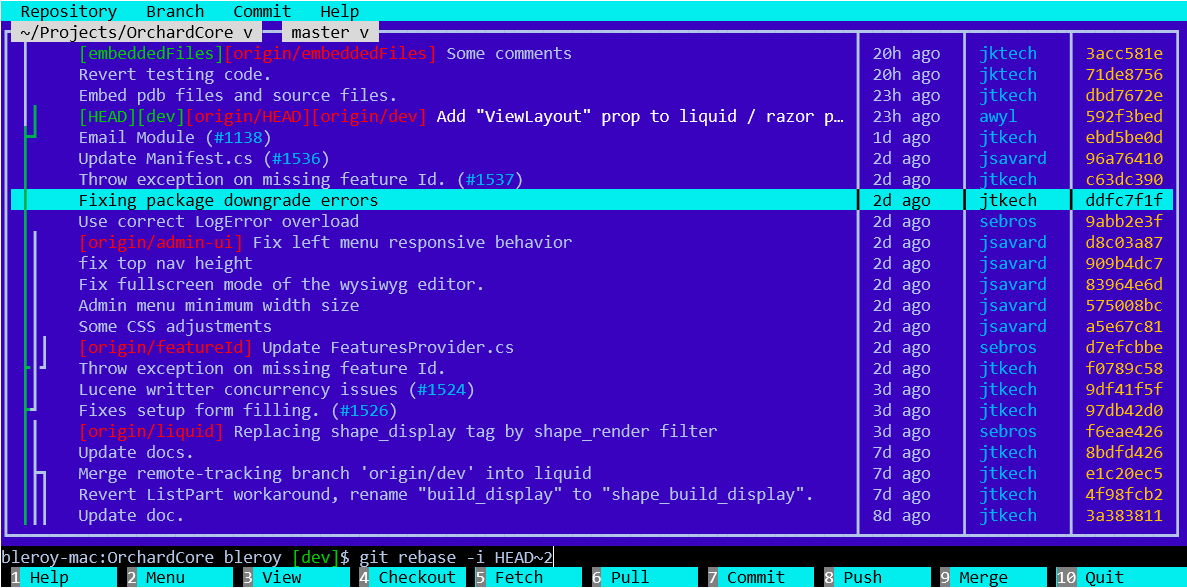 Repository Branch Commit Help
~/Projects/OrchardCore v master v
[embeddedFiles][origin/embeddedFiles] Some comments 20h ago jktech 3acc581e
Revert testing code. 20h ago jktech 71de8756
Embed pdb files and source files. 23h ago jtkech dbd7672e
[HEAD][dev][origin/HEAD][origin/dev] Add "ViewLayout" prop to liquid / razor p… 23h ago awyl 592f3bed
Email Module (#1138) 1d ago jtkech ebd5be0d
Update Manifest.cs (#1536) 2d ago jsavard 96a76410
Throw exception on missing feature Id. (#1537) 2d ago jtkech c63dc390
Fixing package downgrade errors 2d ago jtkech ddfc7f1f
Use correct LogError overload 2d ago sebros 9abb2e3f
[origin/admin-ui] Fix left menu responsive behavior 2d ago jsavard d8c03a87
fix top nav height 2d ago jsavard 909b4dc7
Fix fullscreen mode of the wysiwyg editor. 2d ago jsavard 83964e6d
Admin menu minimum width size 2d ago jsavard 575008bc
Some CSS adjustments 2d ago jsavard a5e67c81
[origin/featureId] Update FeaturesProvider.cs 2d ago sebros d7efcbbe
Throw exception on missing feature Id. 2d ago jtkech f0789c58
Lucene writter concurrency issues (#1524) 3d ago jtkech 9df41f5f
Fixes setup form filling. (#1526) 3d ago jtkech 97db42d0
[origin/liquid] Replacing shape_display tag by shape_render filter 3d ago sebros f6eae426
Update docs. 7d ago jtkech 8bdfd426
Merge remote-tracking branch 'origin/dev' into liquid 7d ago jtkech e1c20ec5
Revert ListPart workaround, rename "build_display" to "shape_build_display". 7d ago jtkech 4f98fcb2
Update doc. 8d ago jtkech 3a383811
bleroy-mac:OrchardCore bleroy [dev]$ git rebase -i HEAD~2
1 Help 2 Menu 3 View 4 Checkout 5 Fetch 6 Pull 7 Commit 8 Push 9 Merge 10 Quit